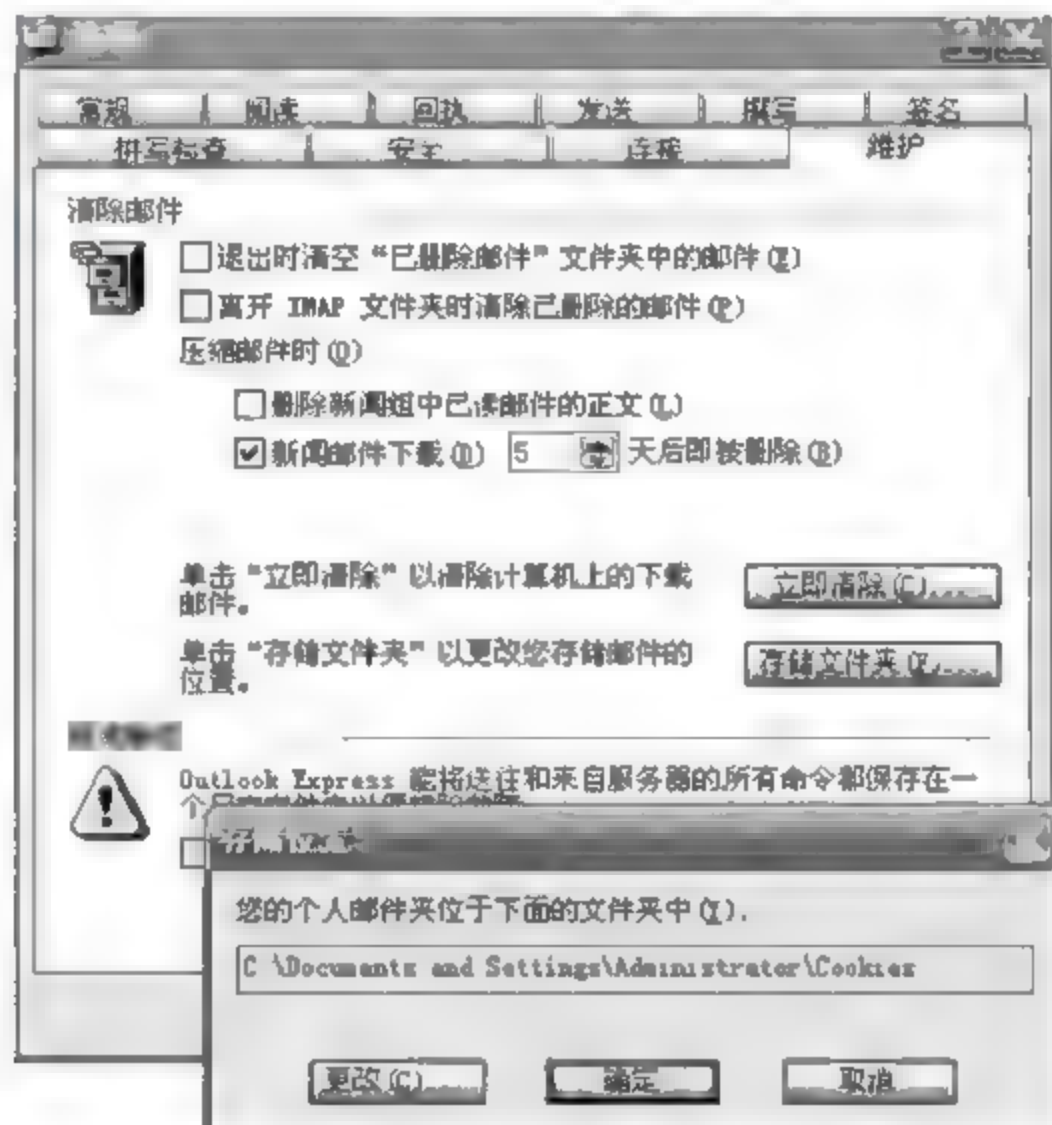 常规 阅读 回执 发送 撰写 签名
拼写检查 安全 连接 维护
清除邮件
退出时清空“已删除邮件”文件夹中的邮件(E)
离开 IMAP 文件夹时清除已删除的邮件(P)
压缩邮件时(O)
删除新闻组中已读邮件的正文(L)
新闻邮件下载(D) 5 天后即被删除(R)
单击“立即清除”以清除计算机上的下载
邮件。
立即清除(C)...
单击“存储文件夹”以更改您存储邮件的
位置。
存储文件夹(F)...
Outlook Express 能将送往和来自服务器的所有命令都保存在一
存储位置
您的个人邮件夹位于下面的文件夹中(Y).
C \Documents and Settings\Administrator\Cookies
更改(C)... 确定 取消